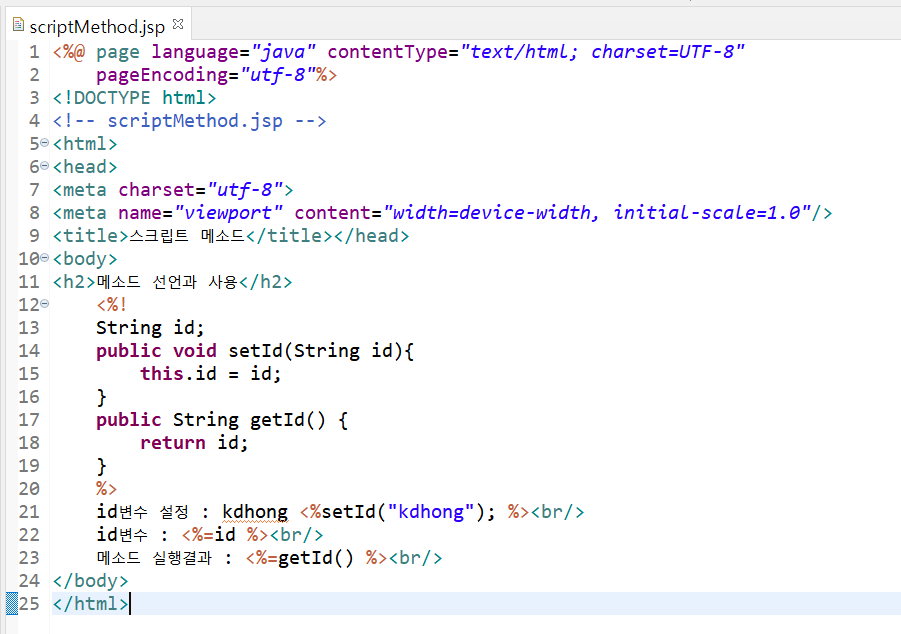 scriptMethod.jsp
1 <%@ page language="java" contentType="text/html; charset=UTF-8"
2     pageEncoding="utf-8"%>
3 <!DOCTYPE html>
4 <!-- scriptMethod.jsp -->
5 <html>
6 <head>
7 <meta charset="utf-8">
8 <meta name="viewport" content="width=device-width, initial-scale=1.0"/>
9 <title>스크립트 메소드</title></head>
10 <body>
11 <h2>메소드 선언과 사용</h2>
12     <%!
13     String id;
14     public void setId(String id){
15         this.id = id;
16     }
17     public String getId() {
18         return id;
19     }
20     %>
21     id변수 설정 : kdhong <%setId("kdhong"); %><br/>
22     id변수 : <%=id %><br/>
23     메소드 실행결과 : <%=getId() %><br/>
24 </body>
25 </html>